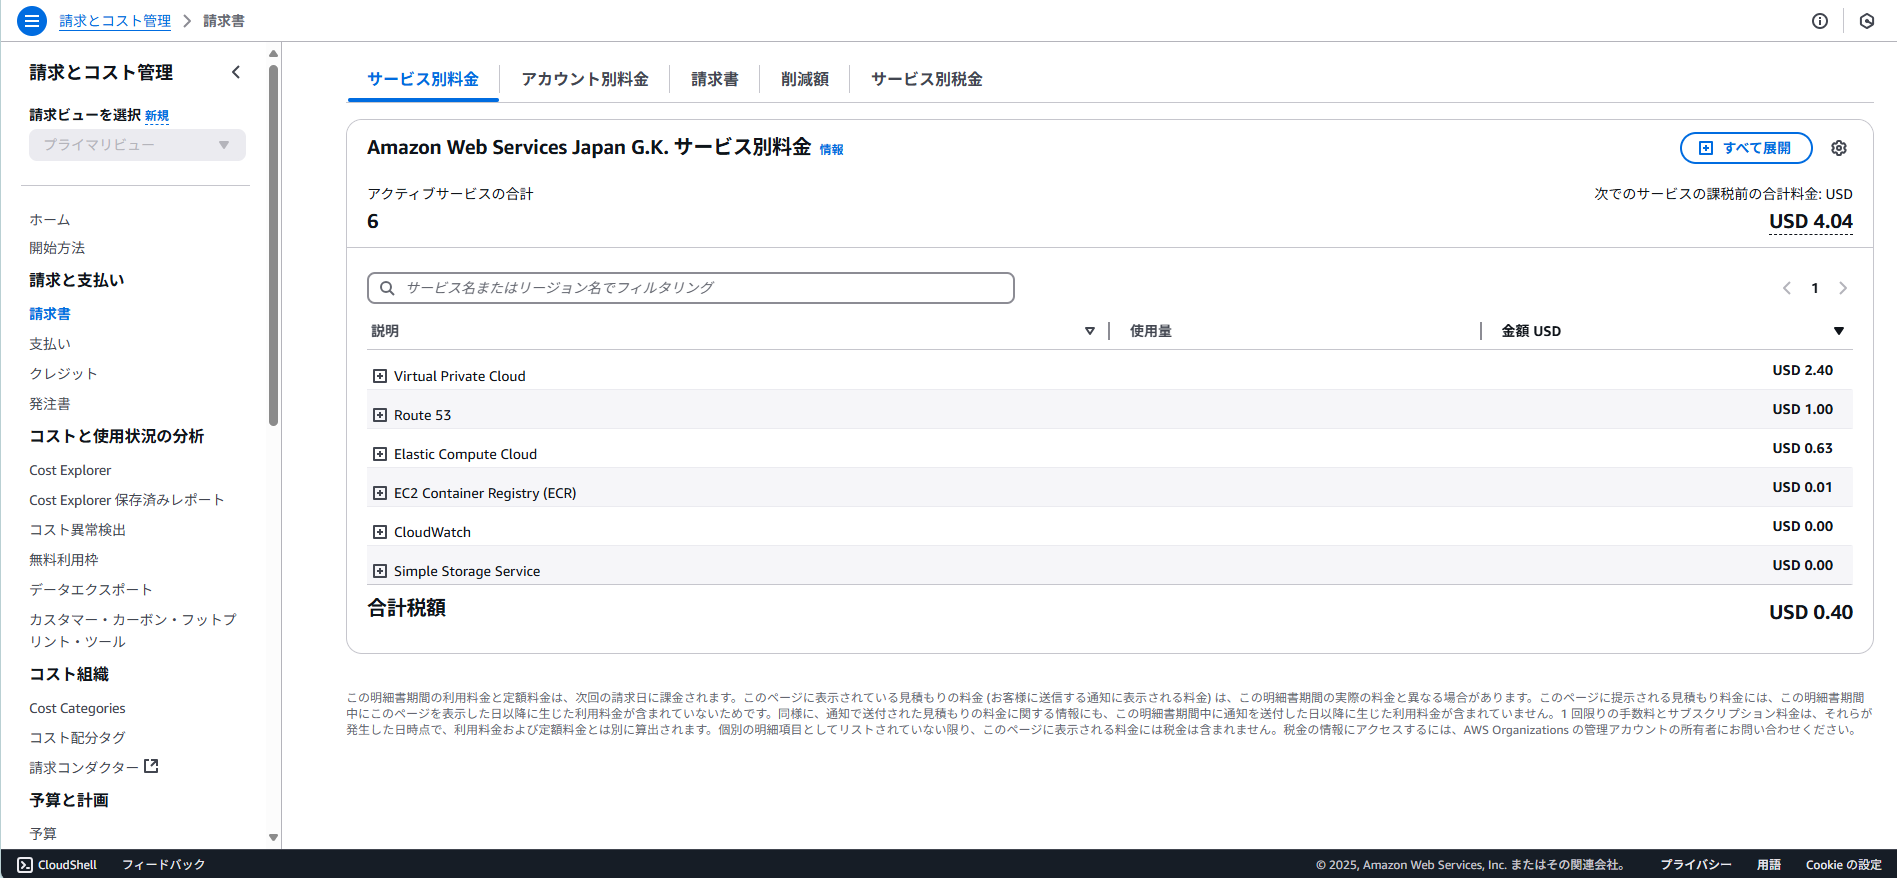 請求とコスト管理 > 請求書
請求とコスト管理
請求ビューを選択 新規
プライマリビュー
ホーム
開始方法
請求と支払い
請求書
支払い
クレジット
発注書
コストと使用状況の分析
Cost Explorer
Cost Explorer 保存済みレポート
コスト異常検出
無料利用枠
データエクスポート
カスタマー・カーボン・フットプ
リント・ツール
コスト組織
Cost Categories
コスト配分タグ
請求コンダクター
予算と計画
予算
サービス別料金 アカウント別料金 請求書 削減額 サービス別税金
Amazon Web Services Japan G.K. サービス別料金 情報
すべて展開
アクティブサービスの合計
6
次でのサービスの課税前の合計料金: USD
USD 4.04
サービス名またはリージョン名でフィルタリング
1
説明 使用量 金額 USD
Virtual Private Cloud USD 2.40
Route 53 USD 1.00
Elastic Compute Cloud USD 0.63
EC2 Container Registry (ECR) USD 0.01
CloudWatch USD 0.00
Simple Storage Service USD 0.00
合計税額 USD 0.40
この明細書期間の利用料金と定額料金は、次回の請求日に課金されます。このページに表示されている見積もりの料金 (お客様に送信する通知に表示される料金) は、この明細書期間の実際の料金と異なる場合があります。このページに提示される見積もり料金には、この明細書期間
中にこのページを表示した日以降に生じた利用料金が含まれていないためです。同様に、通知で送付された見積もりの料金に関する情報にも、この明細書期間中に通知を送付した日以降に生じた利用料金が含まれていません。1 回限りの手数料とサブスクリプション料金は、それらが
発生した日時点で、利用料金および定額料金とは別に算出されます。個別の明細項目としてリストされていない限り、このページに表示される料金には税金は含まれません。税金の情報にアクセスするには、AWS Organizations の管理アカウントの所有者にお問い合わせください。
CloudShell フィードバック
© 2025, Amazon Web Services, Inc. またはその関連会社。 プライバシー 用語 Cookie の設定